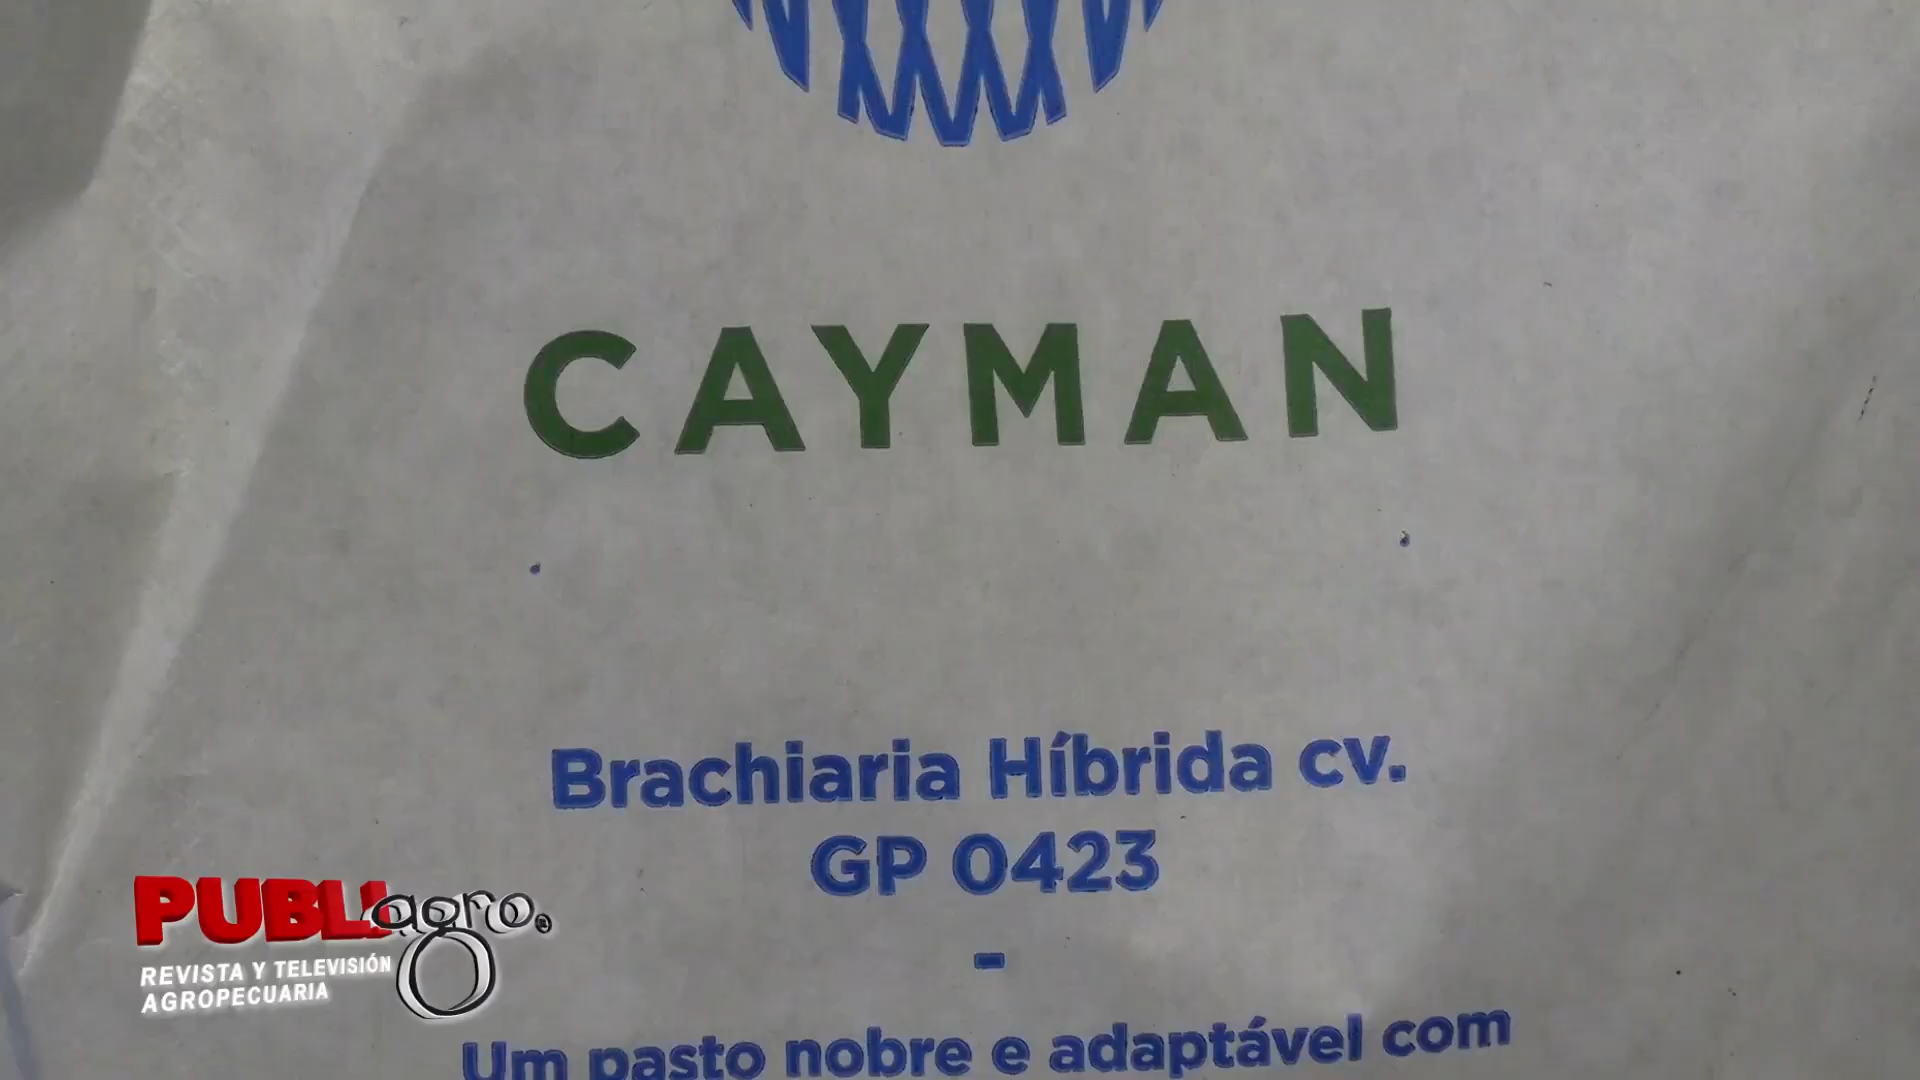 CAYMAN
Brachiaria Híbrida cv.
GP 0423
-
Um pasto nobre e adaptável com
PUBLIagro®
REVISTA Y TELEVISIÓN
AGROPECUARIA